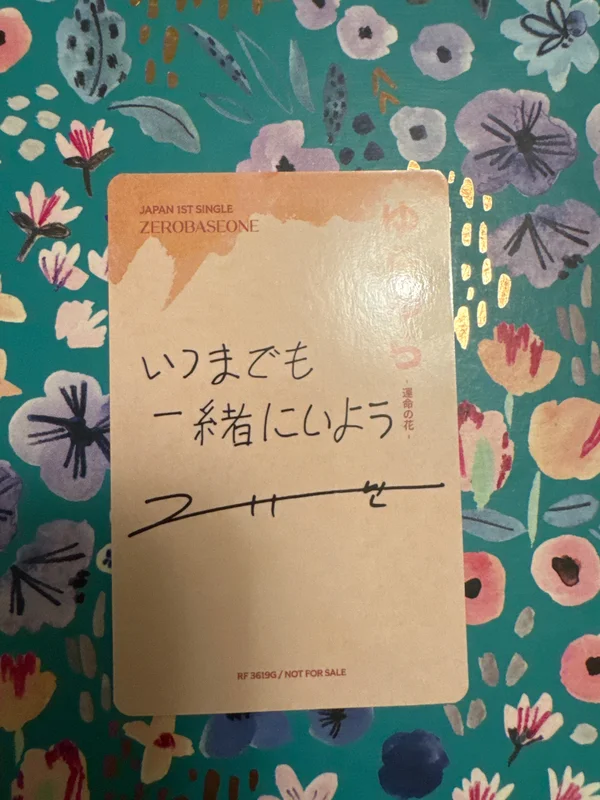 JAPAN 1ST SINGLE
ZEROBASEONE
-運命の花-
いつまでも
一緒にいよう
RF 3619G / NOT FOR SALE